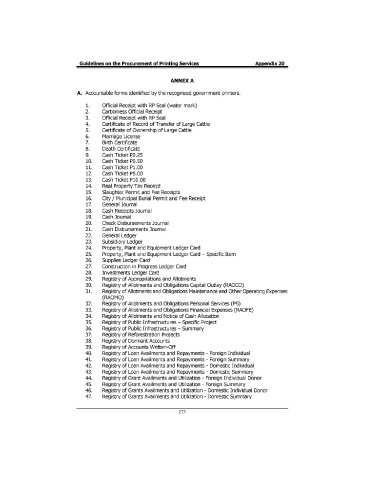 Guidelines on the Procurement of Printing Services Appendix 20
ANNEX A
A. Accountable forms identified by the recognized government printers.
1. Official Receipt with RP Seal (water mark)
2. Carbonless Official Receipt
3. Official Receipt with RP Seal
4. Certificate of Record of Transfer of Large Cattle
5. Certificate of Ownership of Large Cattle
6. Marriage License
7. Birth Certificate
8. Death Certificate
9. Cash Ticket P0.25
10. Cash Ticket P0.50
11. Cash Ticket P1.00
12. Cash Ticket P5.00
13. Cash Ticket P10.00
14. Real Property Tax Receipt
15. Slaughter Permit and Fee Receipts
16. City / Municipal Burial Permit and Fee Receipt
17. General Journal
18. Cash Receipts Journal
19. Cash Journal
20. Check Disbursements Journal
21. Cash Disbursements Journal
22. General Ledger
23. Subsidiary Ledger
24. Property, Plant and Equipment Ledger Card
25. Property, Plant and Equipment Ledger Card – Specific Item
26. Supplies Ledger Card
27. Construction in Progress Ledger Card
28. Investments Ledger Card
29. Registry of Appropriations and Allotments
30. Registry of Allotments and Obligations Capital Outlay (RAOCO)
31. Registry of Allotments and Obligations Maintenance and Other Operating Expenses
(RAOMO)
32. Registry of Allotments and Obligations Personal Services (PS)
33. Registry of Allotments and Obligations Financial Expenses (RAOFE)
34. Registry of Allotments and Notice of Cash Allocation
35. Registry of Public Infrastructures – Specific Project
36. Registry of Public Infrastructures – Summary
37. Registry of Reforestation Projects
38. Registry of Dormant Accounts
39. Registry of Accounts Written-Off
40. Registry of Loan Availments and Repayments - Foreign Individual
41. Registry of Loan Availments and Repayments - Foreign Summary
42. Registry of Loan Availments and Repayments - Domestic Individual
43. Registry of Loan Availments and Repayments - Domestic Summary
44. Registry of Grant Availments and Utilization - Foreign Individual Donor
45. Registry of Grant Availments and Utilization - Foreign Summary
46. Registry of Grants Availments and Utilization - Domestic Individual Donor
47. Registry of Grants Availments and Utilization - Domestic Summary